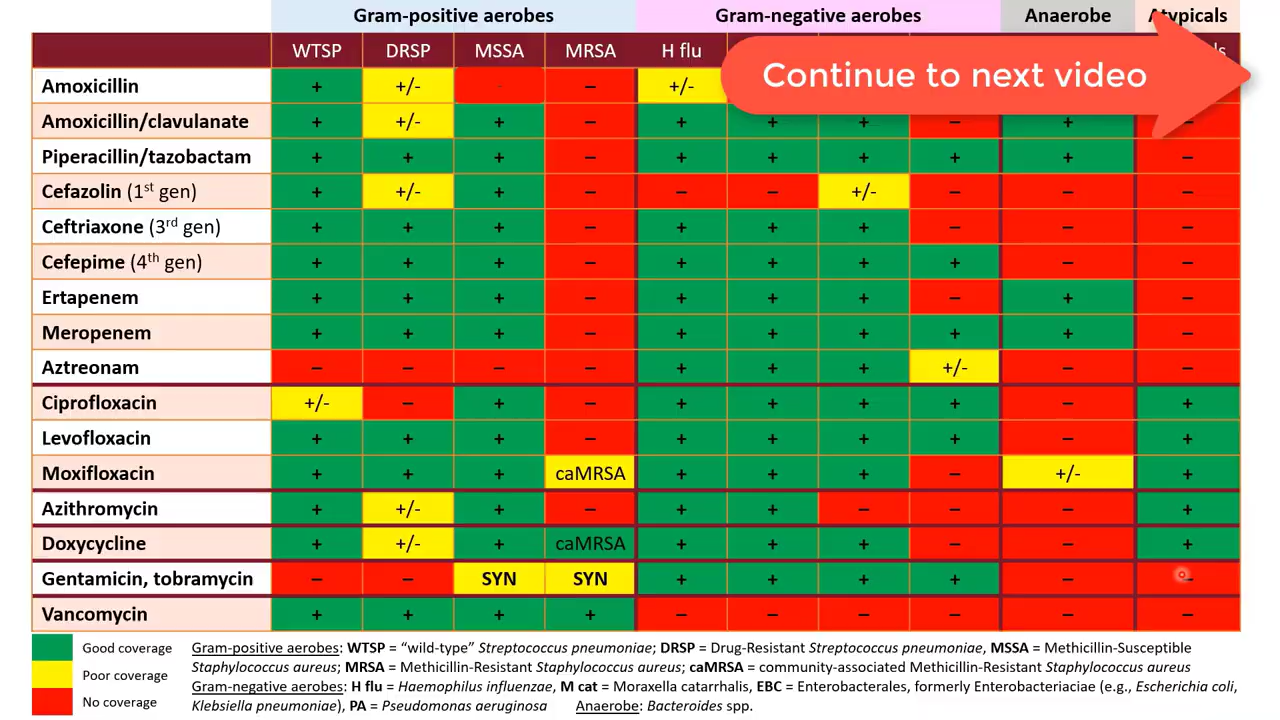 Gram-positive aerobes Gram-negative aerobes Anaerobe Atypicals
WTSP DRSP MSSA MRSA H flu
Continue to next video
Amoxicillin + +/- - – +/-
Amoxicillin/clavulanate + +/- + – + + + – + –
Piperacillin/tazobactam + + + – + + + + + –
Cefazolin (1st gen) + +/- + – – – +/- – – –
Ceftriaxone (3rd gen) + + + – + + + – – –
Cefepime (4th gen) + + + – + + + + – –
Ertapenem + + + – + + + – + –
Meropenem + + + – + + + + + –
Aztreonam – – – – + + + +/- – –
Ciprofloxacin +/- – + – + + + + – +
Levofloxacin + + + – + + + + – +
Moxifloxacin + + + caMRSA + + + – +/- +
Azithromycin + +/- + – + + – – – +
Doxycycline + +/- + caMRSA + + + – – +
Gentamicin, tobramycin – – SYN SYN + + + + – –
Vancomycin + + + + – – – – – –
Good coverage
Poor coverage
No coverage
Gram-positive aerobes: WTSP = “wild-type” Streptococcus pneumoniae; DRSP = Drug-Resistant Streptococcus pneumoniae, MSSA = Methicillin-Susceptible
Staphylococcus aureus; MRSA = Methicillin-Resistant Staphylococcus aureus; caMRSA = community-associated Methicillin-Resistant Staphylococcus aureus
Gram-negative aerobes: H flu = Haemophilus influenzae, M cat = Moraxella catarrhalis, EBC = Enterobacterales, formerly Enterobacteriaciae (e.g., Escherichia coli,
Klebsiella pneumoniae), PA = Pseudomonas aeruginosa Anaerobe: Bacteroides spp.